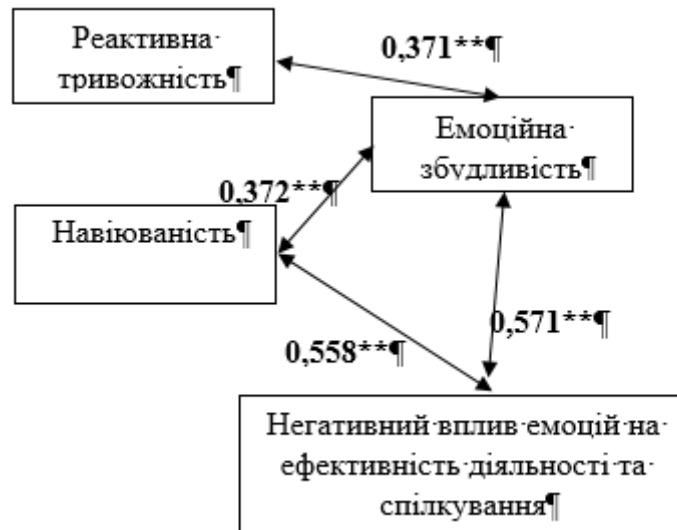 Реактивна·
тривожність¶
0,371**¶
Емоційна·
збудливість¶
0,372**¶
Навіюваність¶
0,571**¶
0,558**¶
Негативний·вплив·емоцій·на·
ефективність·діяльності·та·
спілкування¶